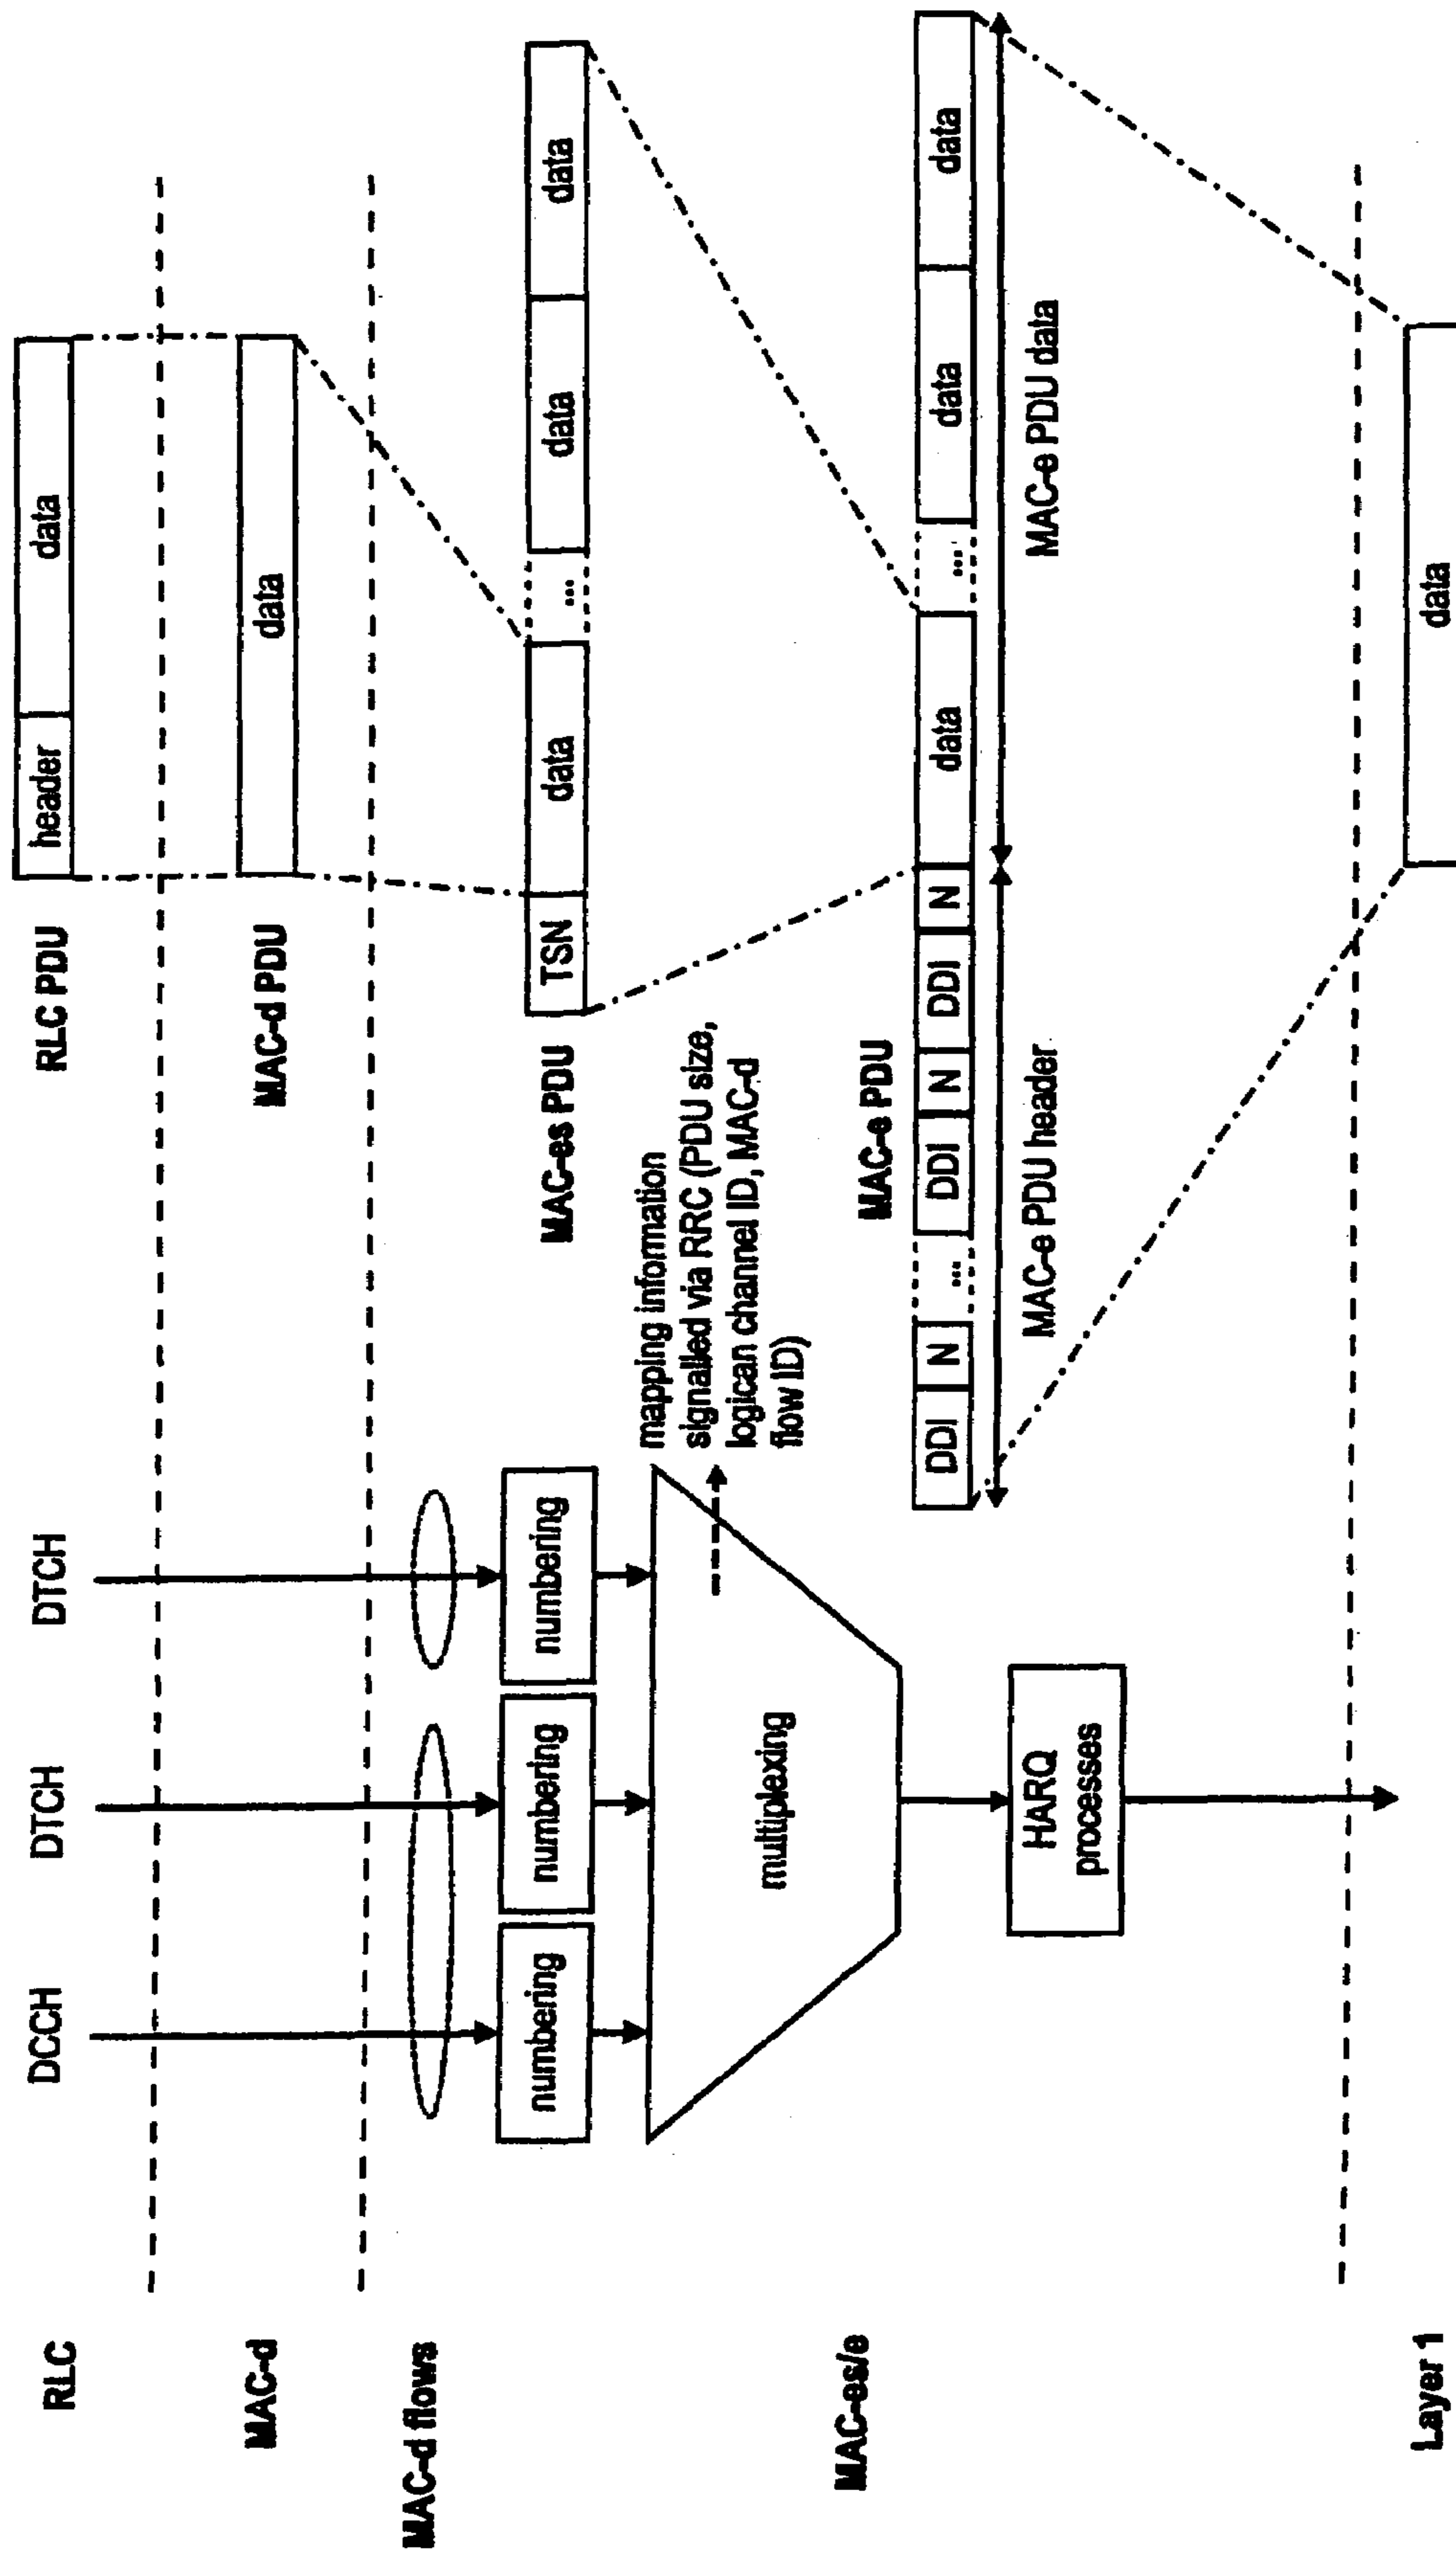 RLC
DCCH
DTCH
DTCH
RLC PDU
header
data
MAC-d
MAC-d PDU
data
MAC-d flows
numbering
numbering
numbering
MAC-es PDU
TSN
data
...
data
data
mapping information
signalled via RRC (PDU size,
logican channel ID, MAC-d
flow ID)
MAC-es/e
multiplexing
MAC-e PDU
DDI
N
...
DDI
N
DDI
N
data
...
data
data
MAC-e PDU header
MAC-e PDU data
HARQ
processes
Layer 1
data